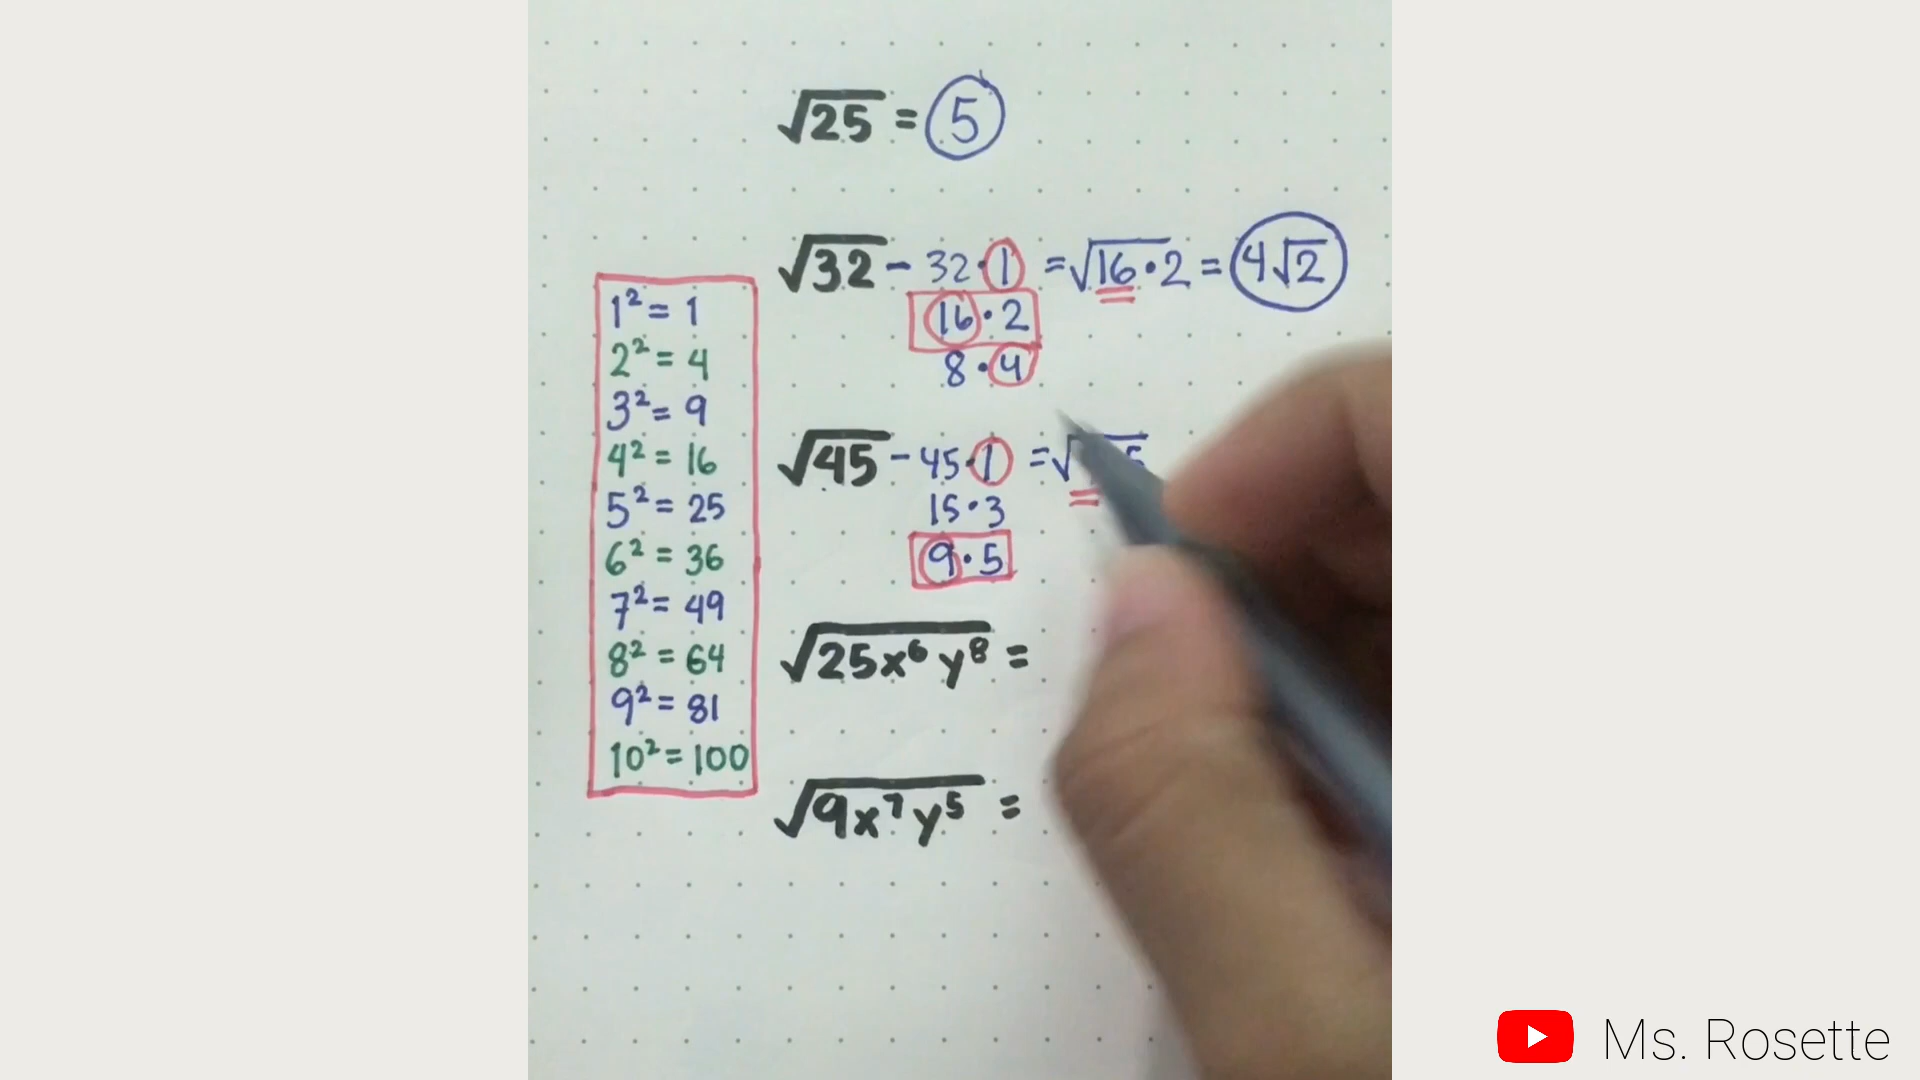 √25 = 5
√32 - 32·1 = √16·2 = 4√2
16·2
8·4
√45 - 45·1 = √ 5
15·3
9·5
√25x⁶y⁸ =
√9x⁷y⁵ =
1² = 1
2² = 4
3² = 9
4² = 16
5² = 25
6² = 36
7² = 49
8² = 64
9² = 81
10² = 100
Ms. Rosette